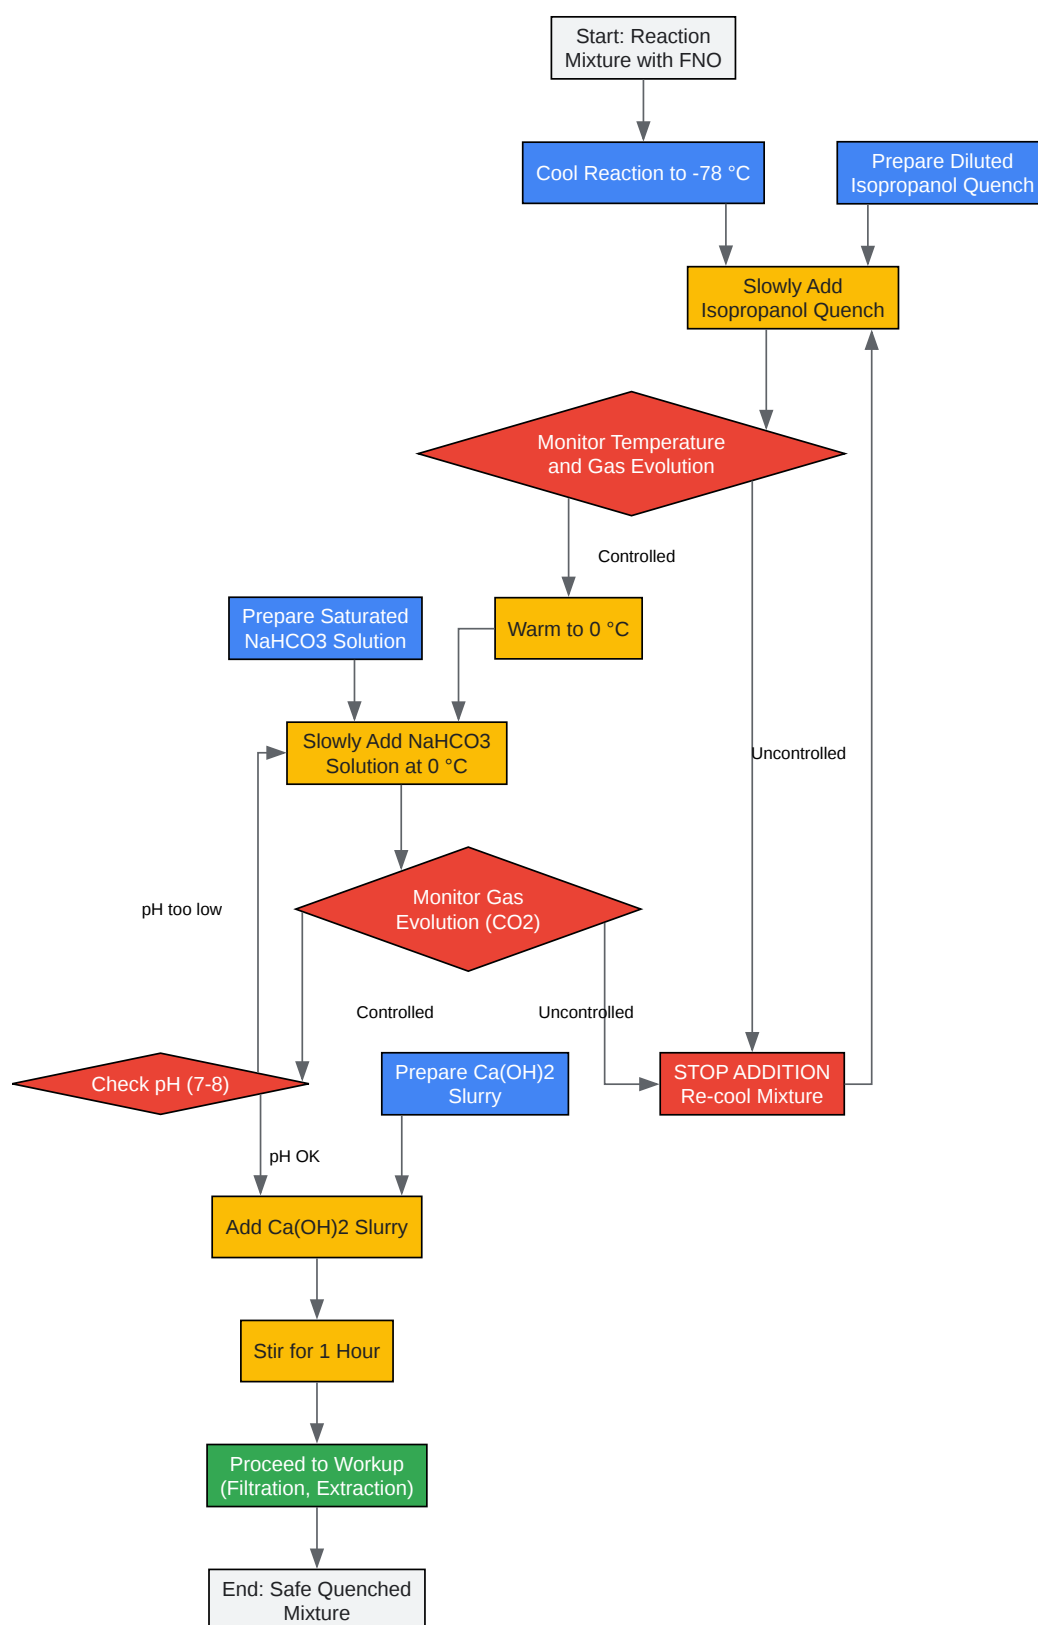 Start: Reaction
Mixture with FNO
Cool Reaction to -78 °C
Prepare Diluted
Isopropanol Quench
Slowly Add
Isopropanol Quench
Monitor Temperature
and Gas Evolution
Controlled
Prepare Saturated
NaHCO3 Solution
Warm to 0 °C
Slowly Add NaHCO3
Solution at 0 °C
Uncontrolled
Monitor Gas
Evolution (CO2)
pH too low
Controlled
Uncontrolled
Check pH (7-8)
Prepare Ca(OH)2
Slurry
STOP ADDITION
Re-cool Mixture
pH OK
Add Ca(OH)2 Slurry
Stir for 1 Hour
Proceed to Workup
(Filtration, Extraction)
End: Safe Quenched
Mixture